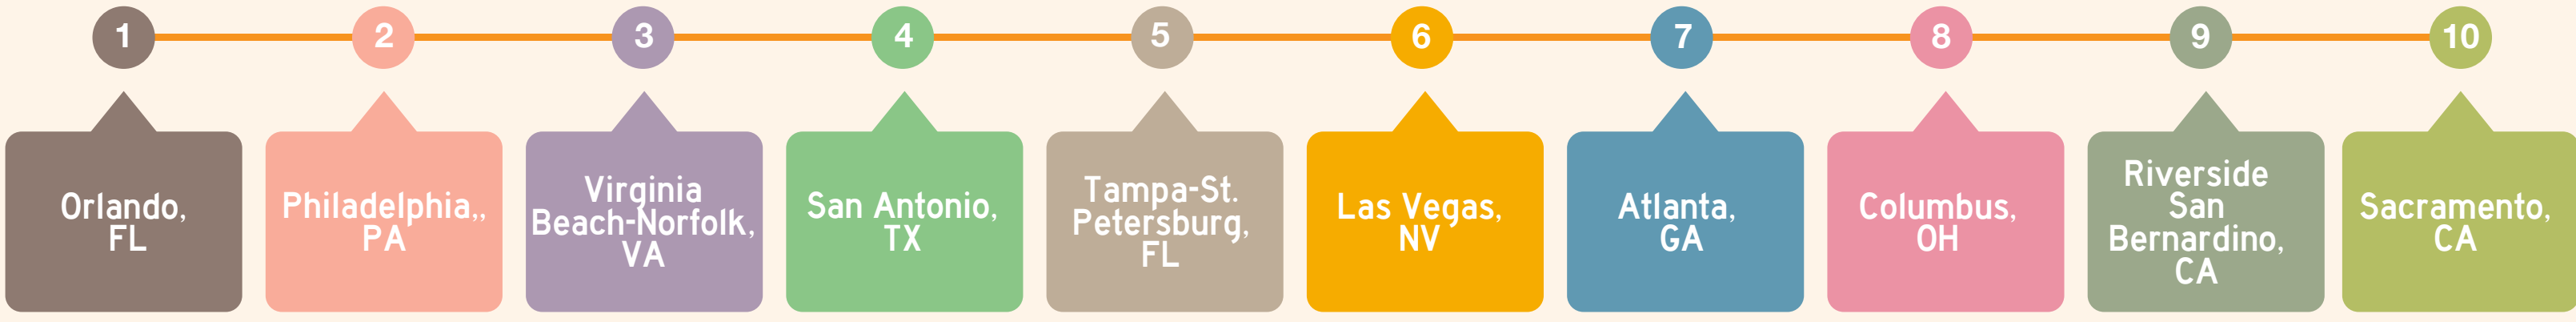 1
2
3
4
5
6
7
8
9
10
Orlando,
FL
Philadelphia,,
PA
Virginia
Beach-Norfolk,
VA
San Antonio,
TX
Tampa-St.
Petersburg,
FL
Las Vegas,
NV
Atlanta,
GA
Columbus,
OH
Riverside
San
Bernardino,
CA
Sacramento,
CA